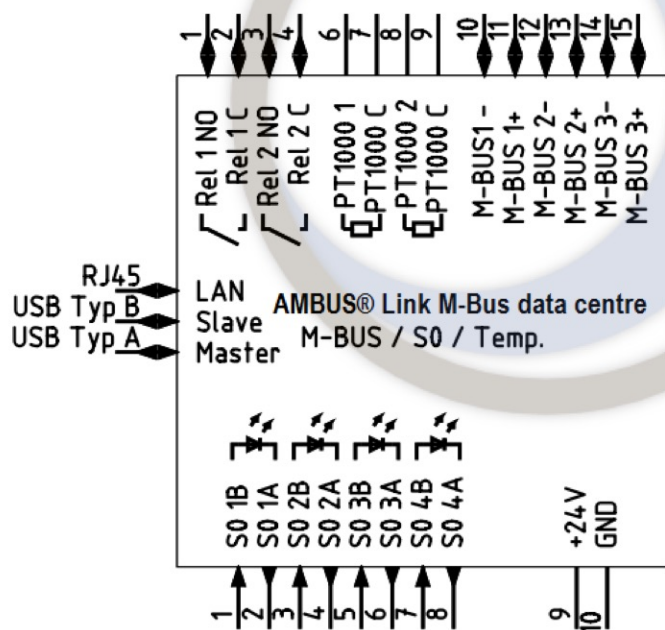 1
2
3
4
6
7
8
9
10
11
12
13
14
15
Rel 1 NO
Rel 1 C
Rel 2 NO
Rel 2 C
PT1000 1
PT1000 C
PT1000 2
PT1000 C
M-BUS1 -
M-BUS 1+
M-BUS 2-
M-BUS 2+
M-BUS 3-
M-BUS 3+
RJ45
LAN
USB Typ B
Slave
USB Typ A
Master
AMBUS® Link M-Bus data centre
M-BUS / S0 / Temp.
S0 1B
S0 1A
S0 2B
S0 2A
S0 3B
S0 3A
S0 4B
S0 4A
+24V
GND
1
2
3
4
5
6
7
8
9
10